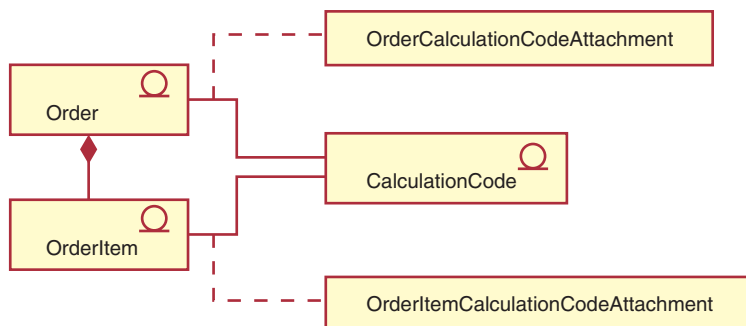 OrderCalculationCodeAttachment
Order
CalculationCode
OrderItem
OrderItemCalculationCodeAttachment